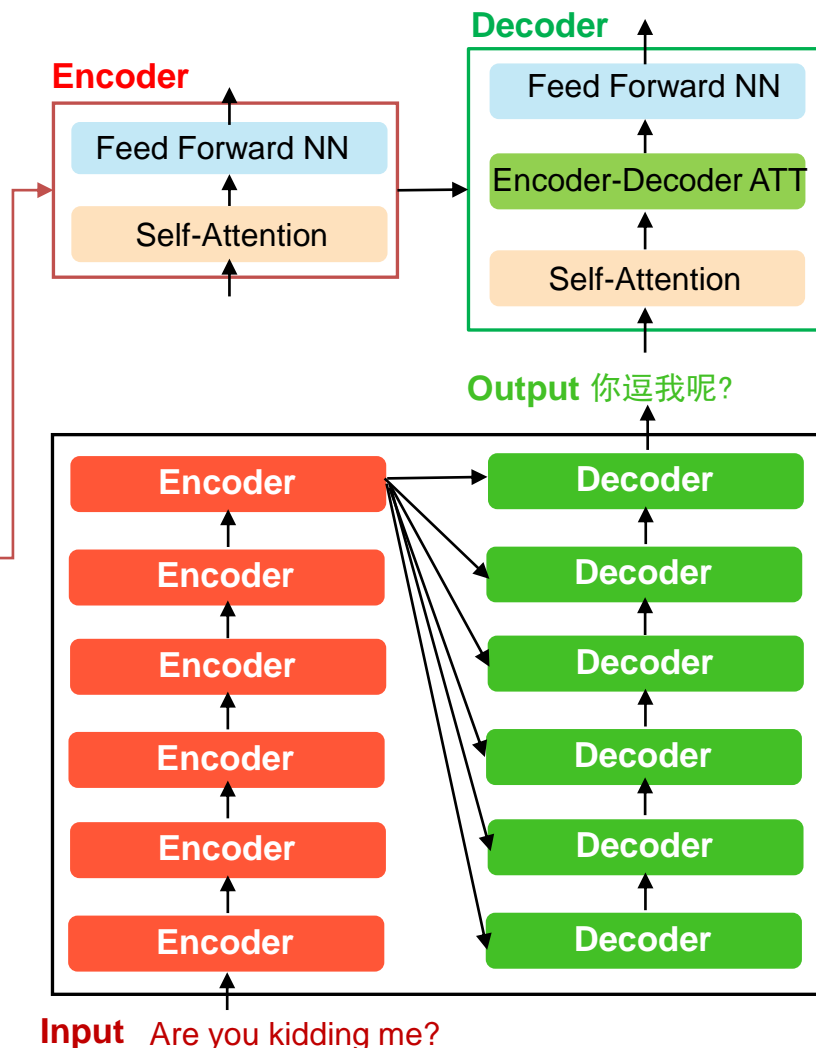 Decoder
Encoder
Feed Forward NN
Feed Forward NN
Encoder-Decoder ATT
Self-Attention
Self-Attention
Output 你逗我呢?
Encoder
Decoder
Encoder
Decoder
Encoder
Decoder
Encoder
Decoder
Encoder
Decoder
Encoder
Decoder
Input Are you kidding me?